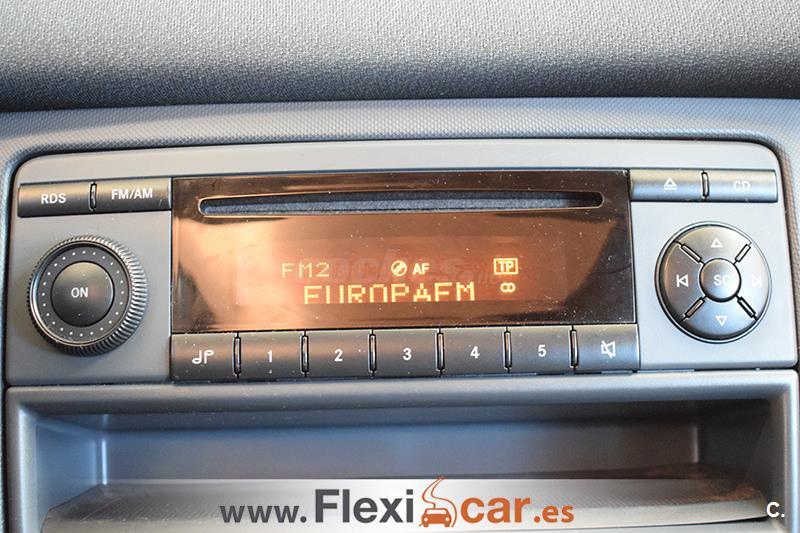 RDS FM/AM CD
FM2 AF TP
EUROPAFM
ON SC
1 2 3 4 5
www.Flexicar.es
C.